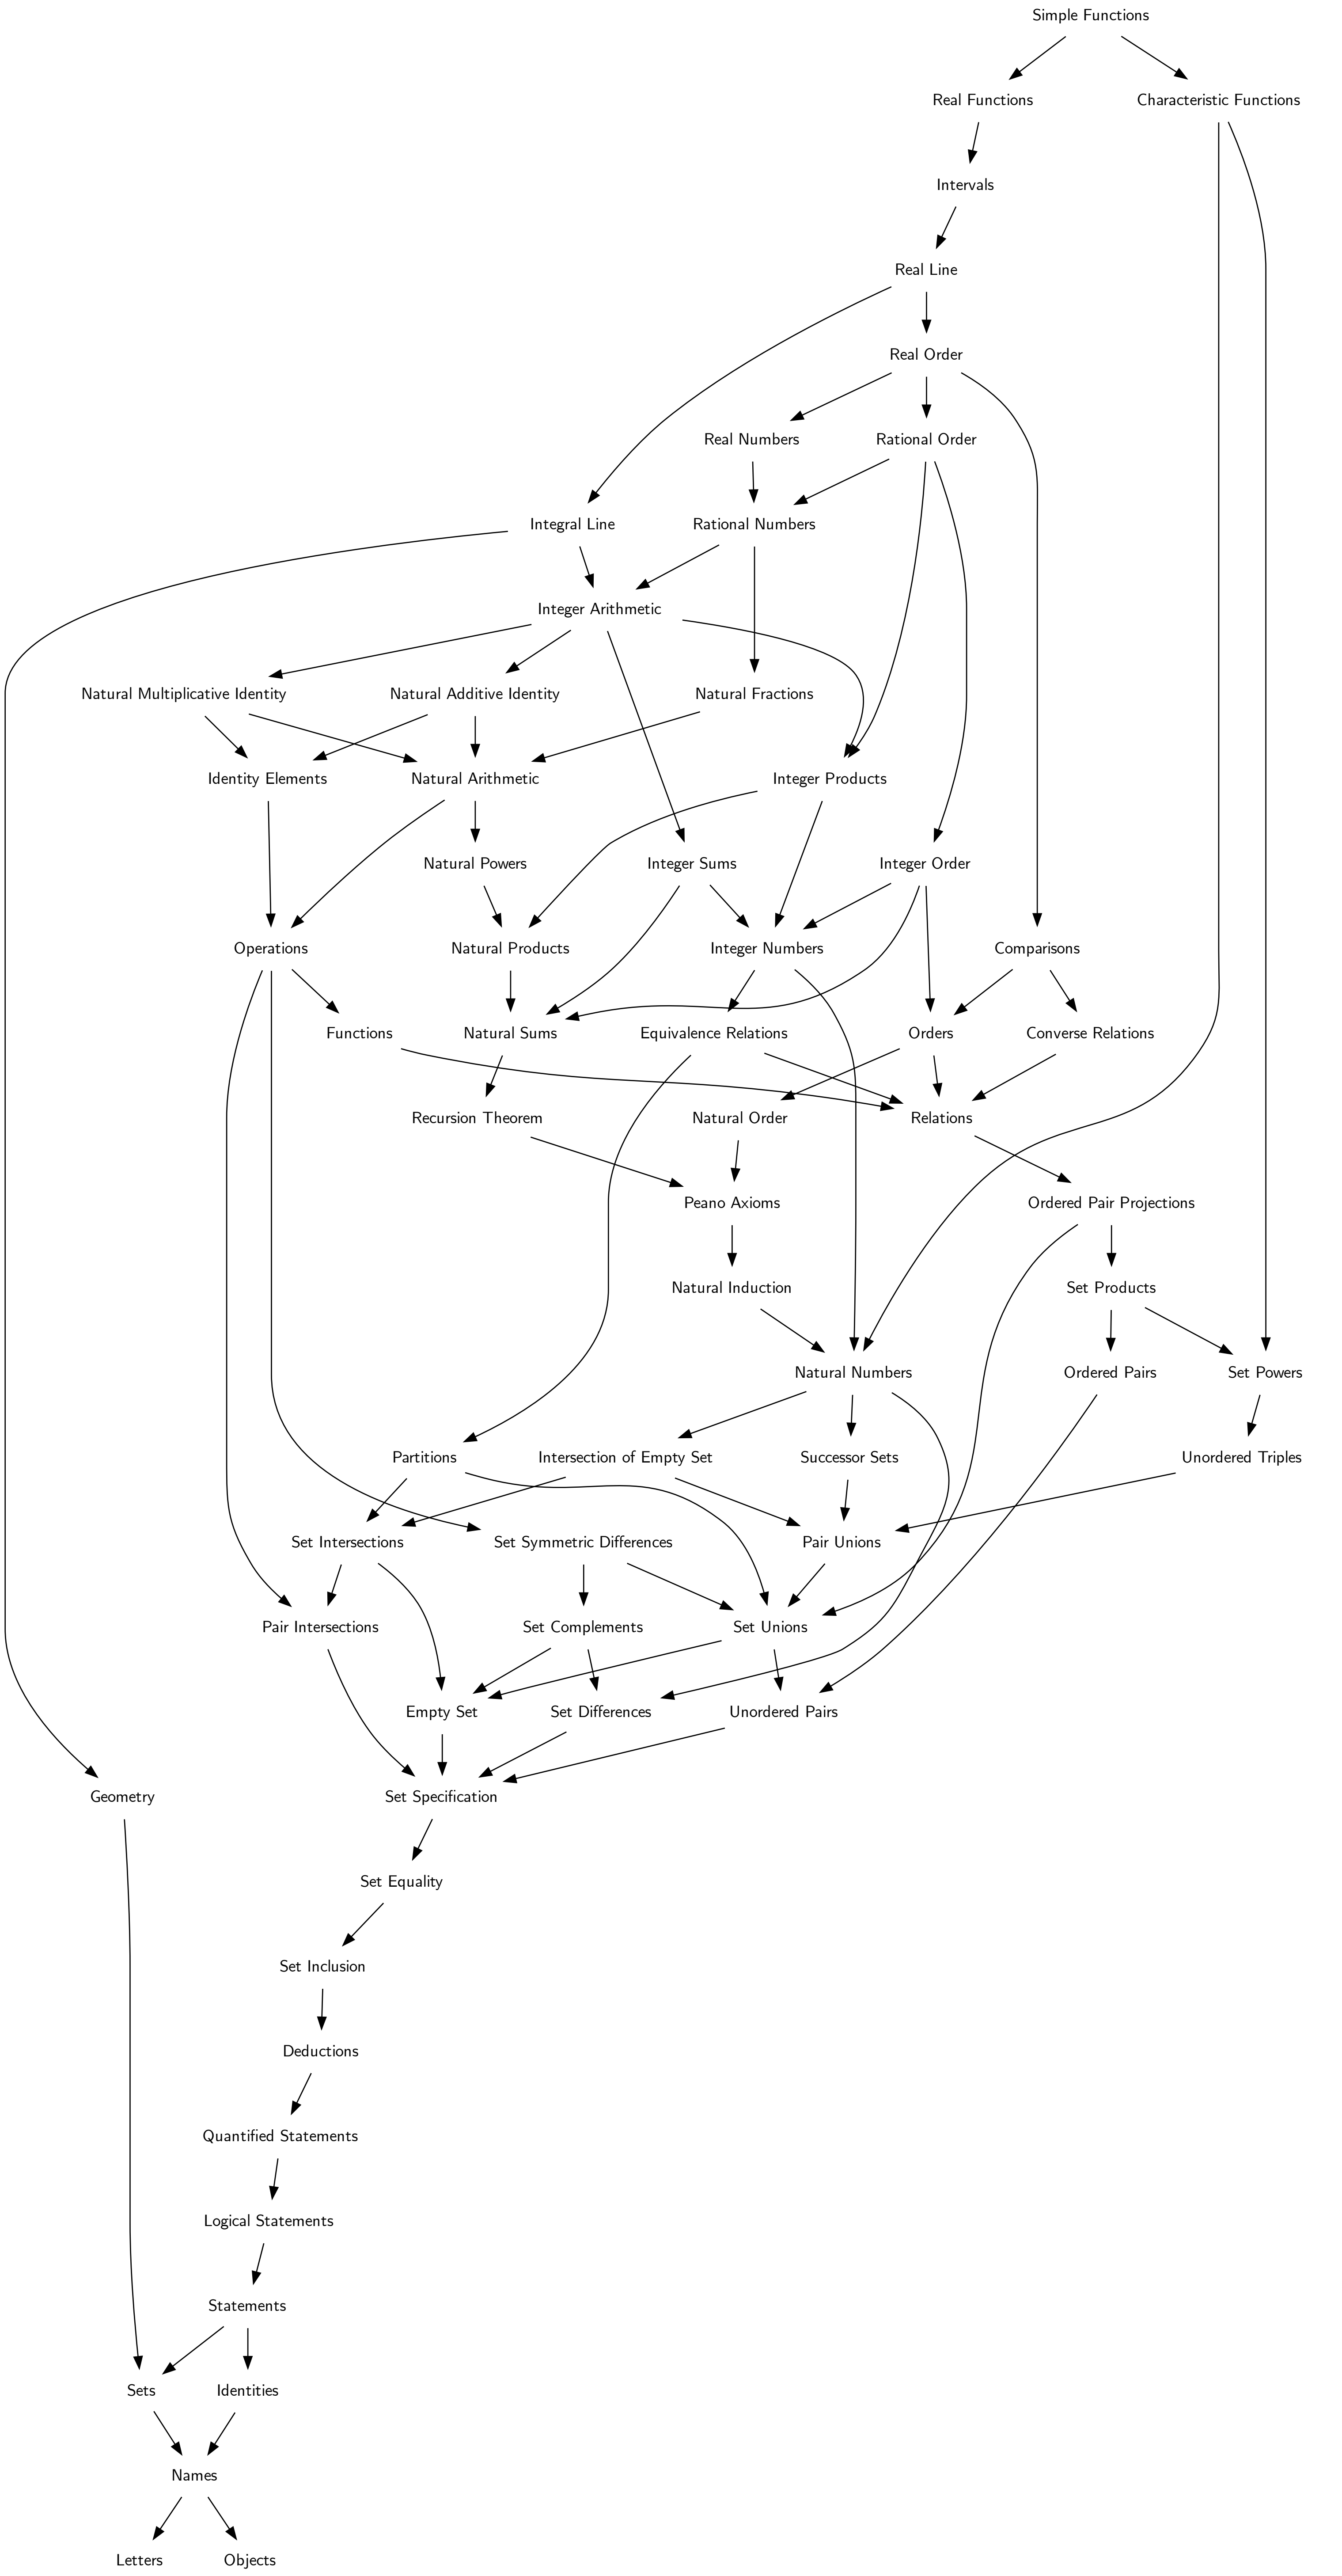 Simple Functions
Real Functions
Characteristic Functions
Intervals
Real Line
Real Order
Real Numbers
Rational Order
Integral Line
Rational Numbers
Integer Arithmetic
Natural Multiplicative Identity
Natural Additive Identity
Natural Fractions
Identity Elements
Natural Arithmetic
Integer Products
Natural Powers
Integer Sums
Integer Order
Operations
Natural Products
Integer Numbers
Comparisons
Functions
Natural Sums
Equivalence Relations
Orders
Converse Relations
Recursion Theorem
Natural Order
Relations
Peano Axioms
Ordered Pair Projections
Natural Induction
Set Products
Natural Numbers
Ordered Pairs
Set Powers
Partitions
Intersection of Empty Set
Successor Sets
Unordered Triples
Set Intersections
Set Symmetric Differences
Pair Unions
Pair Intersections
Set Complements
Set Unions
Empty Set
Set Differences
Unordered Pairs
Geometry
Set Specification
Set Equality
Set Inclusion
Deductions
Quantified Statements
Logical Statements
Statements
Sets
Identities
Names
Letters
Objects